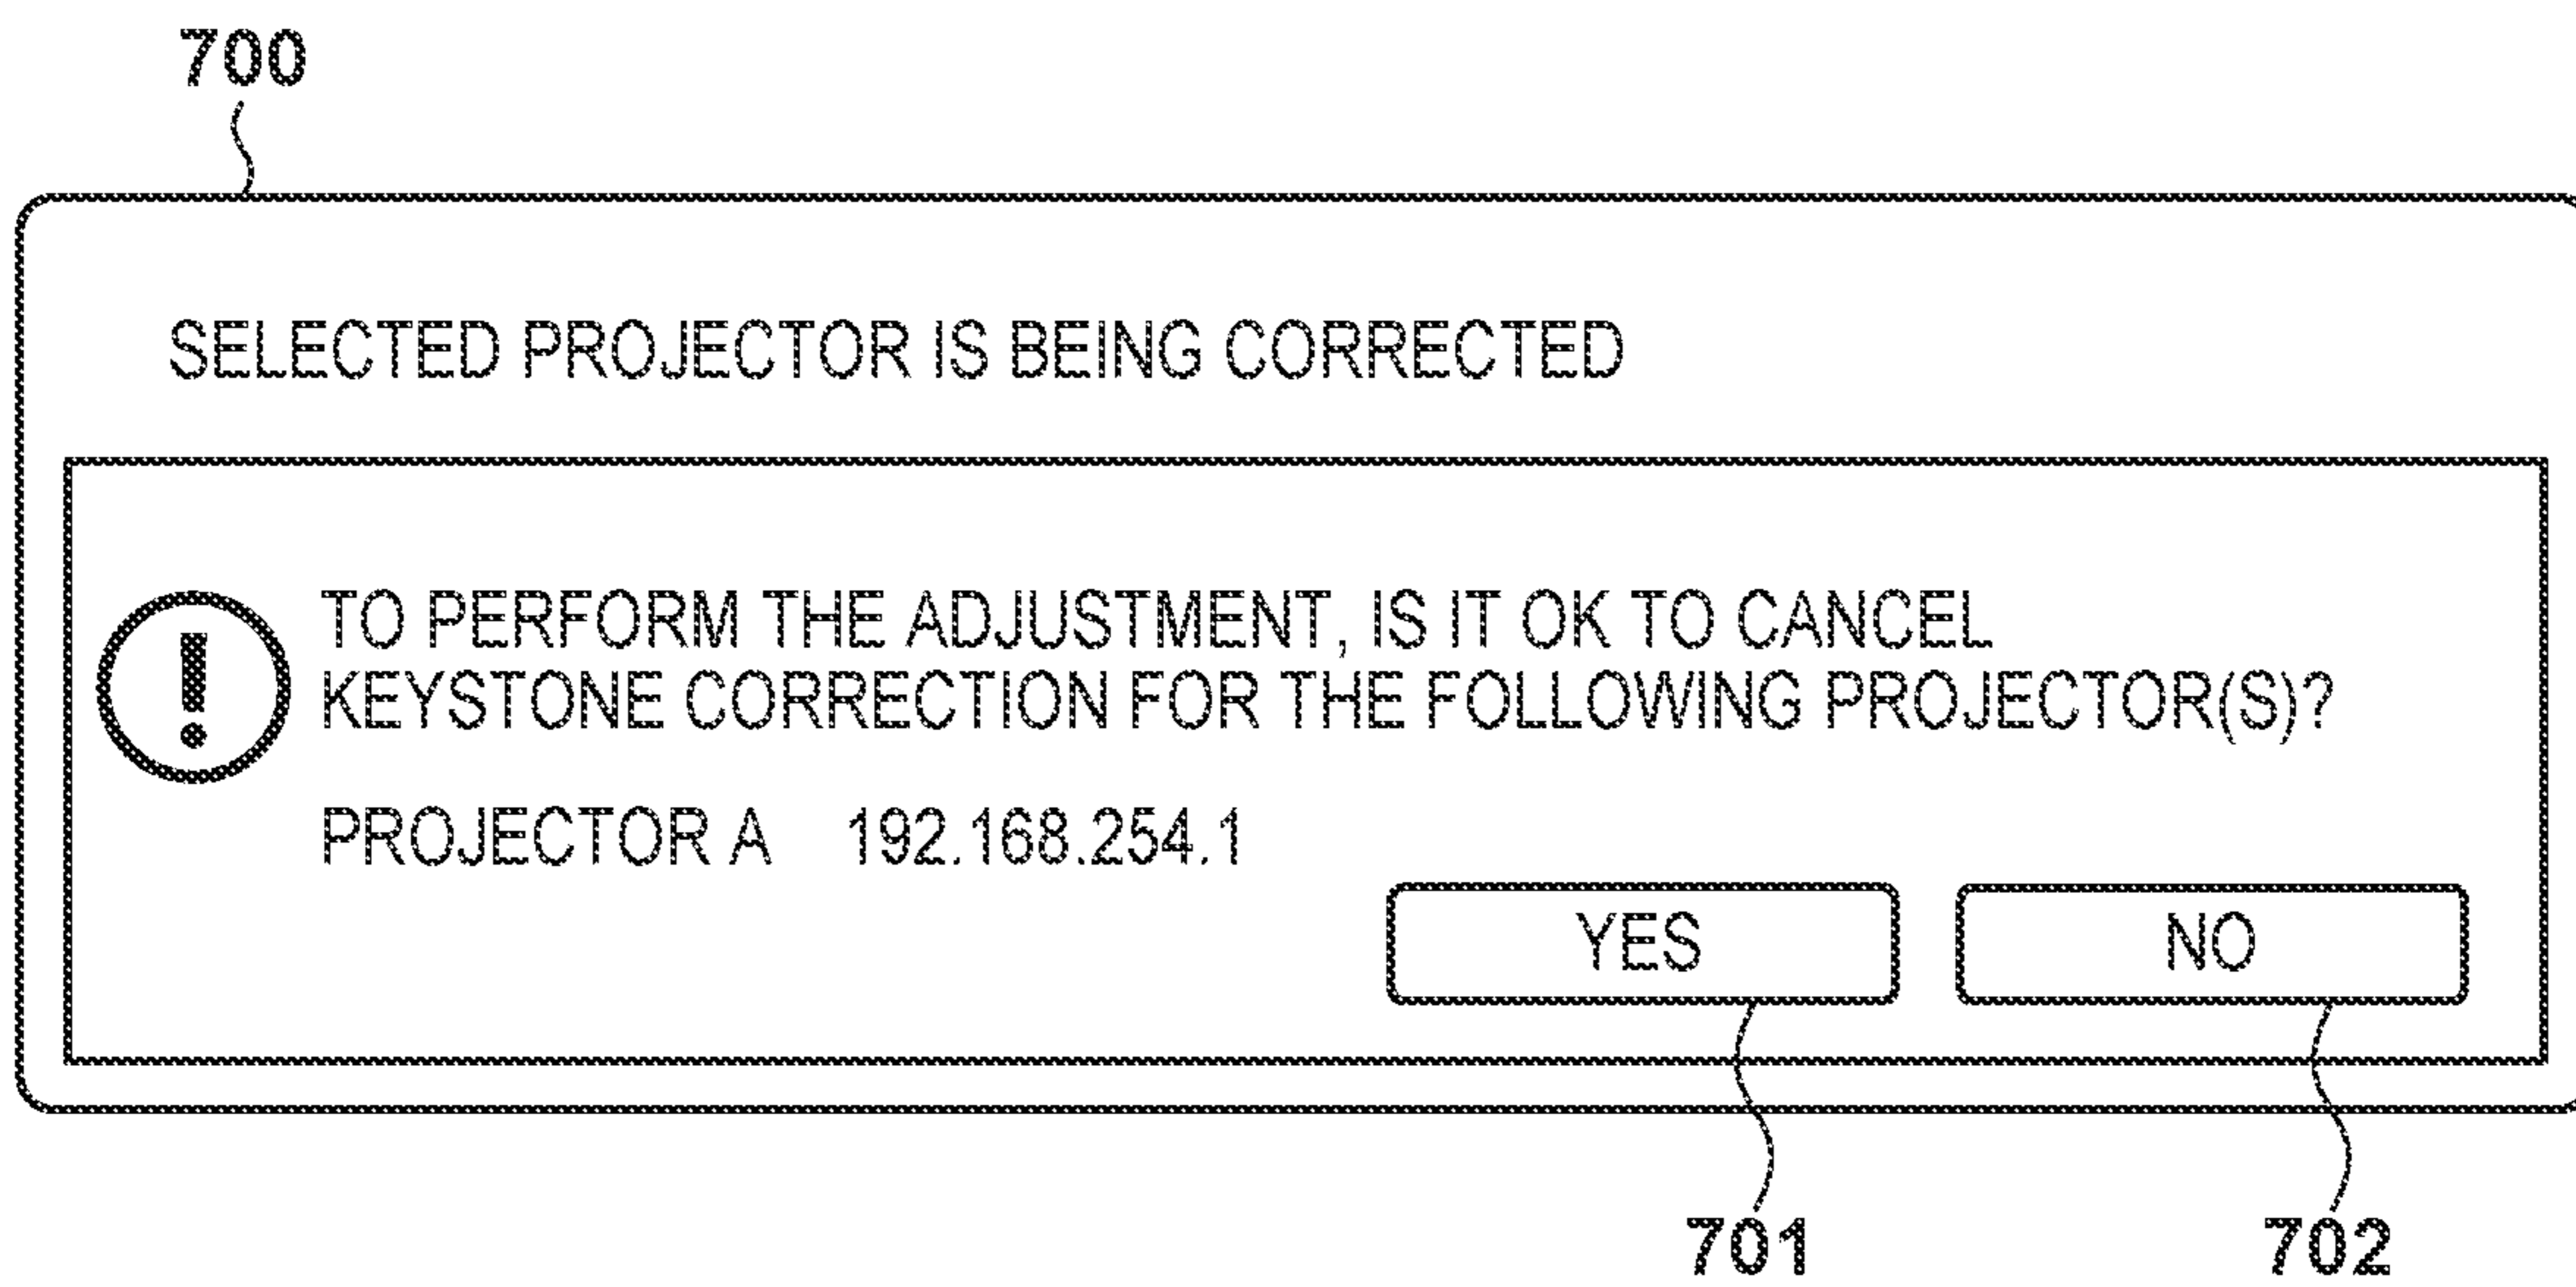 700
SELECTED PROJECTOR IS BEING CORRECTED
TO PERFORM THE ADJUSTMENT, IS IT OK TO CANCEL
KEYSTONE CORRECTION FOR THE FOLLOWING PROJECTOR(S)?
PROJECTOR A 192.168.254.1
YES NO
701 702